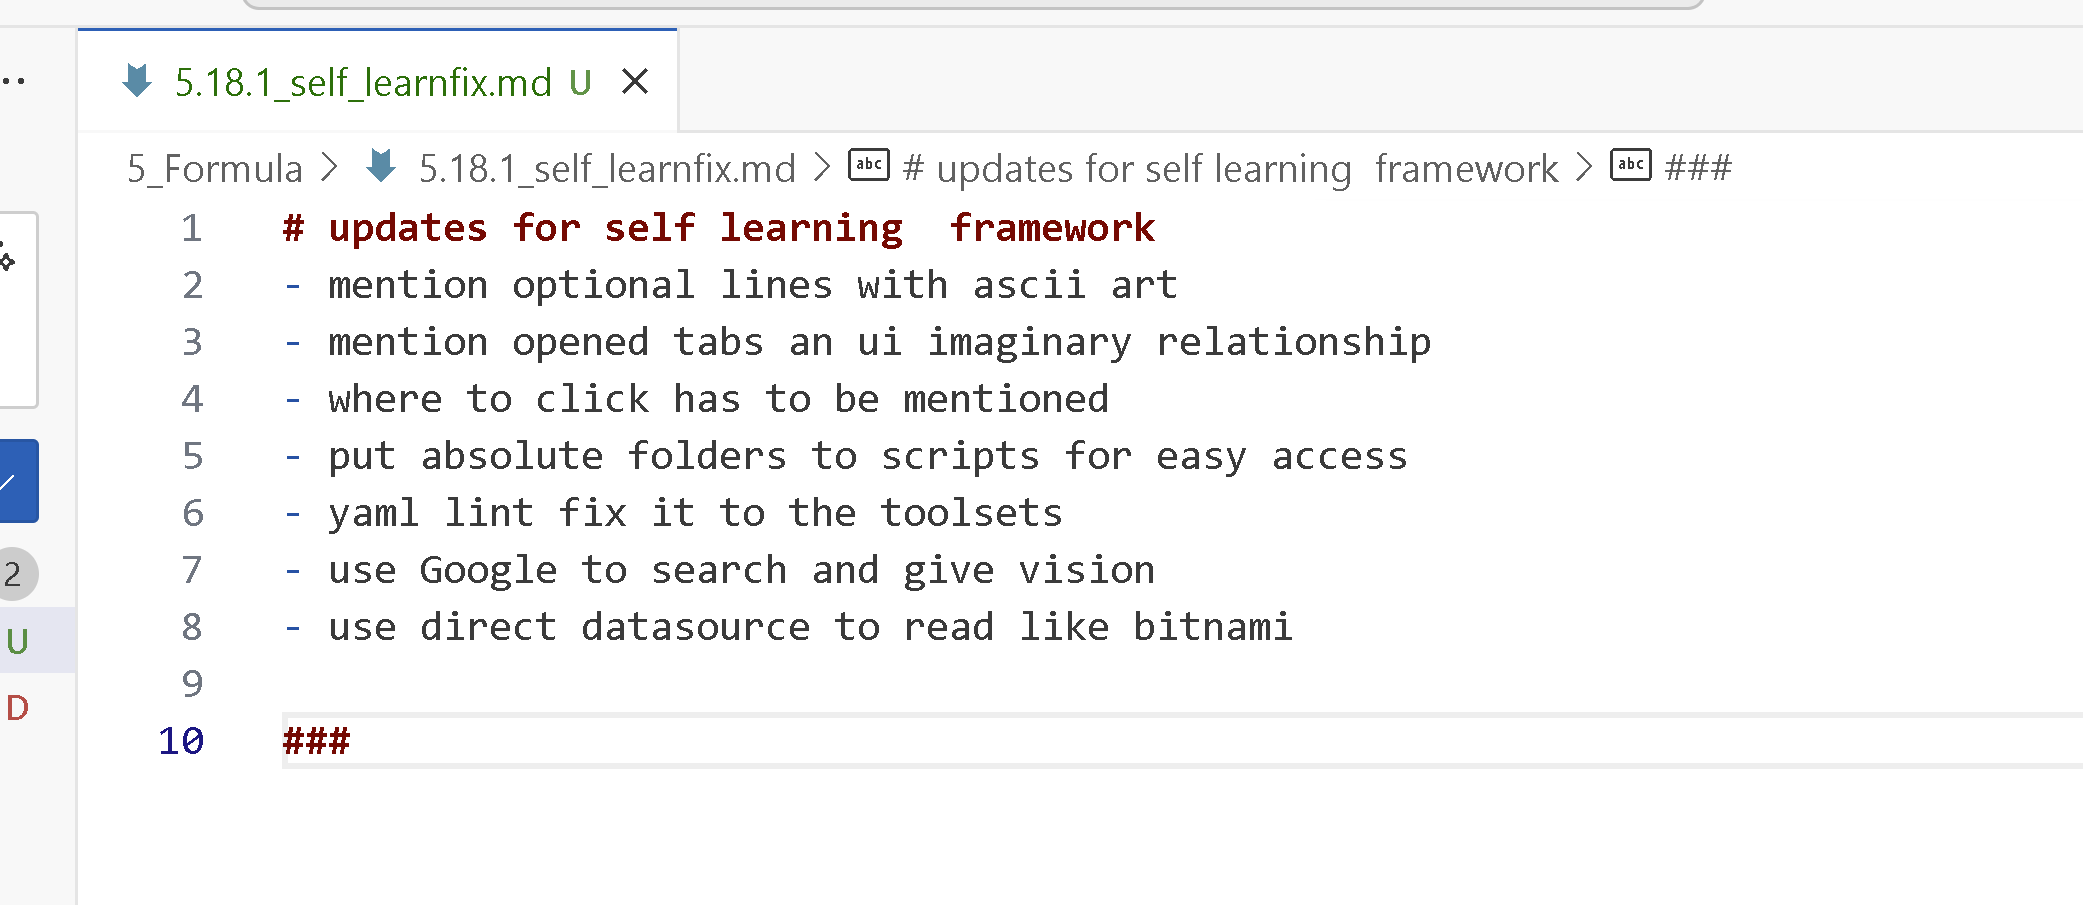 5.18.1_self_learnfix.md U
5_Formula > 5.18.1_self_learnfix.md > abc # updates for self learning  framework > abc ###
1 # updates for self learning  framework
2 - mention optional lines with ascii art
3 - mention opened tabs an ui imaginary relationship
4 - where to click has to be mentioned
5 - put absolute folders to scripts for easy access
6 - yaml lint fix it to the toolsets
7 - use Google to search and give vision
2
8 - use direct datasource to read like bitnami
U
9
D
10 ###